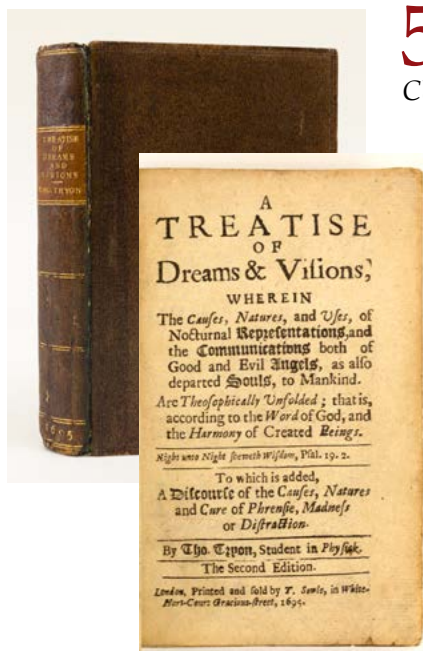 5
C
TREATISE
OF
DREAMS
AND
VISIONS
TRYON
1695
A
TREATISE
OF
Dreams & Viſions,
WHEREIN
The Cauſes, Natures, and Uſes, of
Nocturnal Repreſentations, and
the Communications both of
Good and Evil Angels, as alſo
departed Souls, to Mankind.
Are Theoſophically Unfolded; that is,
according to the Word of God, and
the Harmony of Created Beings.
Night unto Night ſheweth Wiſdom, Pſal. 19. 2.
To which is added,
A Diſcourſe of the Cauſes, Natures
and Cure of Phrenſie, Madneſs
or Diſtraction.
By Tho. Tryon, Student in Phyſick.
The Second Edition.
London, Printed and ſold by T. Sowle, in White-
Hart-Court Gracious-ſtreet, 1695.